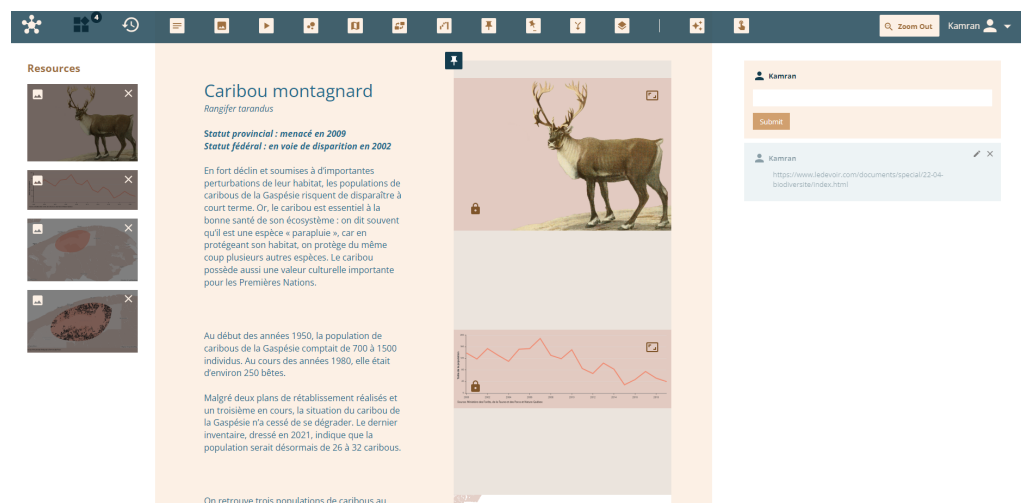 4
Zoom Out
Kamran
Resources
Caribou montagnard
Rangifer tarandus
Statut provincial : menacé en 2009
Statut fédéral : en voie de disparition en 2002
En fort déclin et soumises à d'importantes
perturbations de leur habitat, les populations de
caribous de la Gaspésie risquent de disparaître à
court terme. Or, le caribou est essentiel à la
bonne santé de son écosystème : on dit souvent
qu'il est une espèce « parapluie », car en
protégeant son habitat, on protège du même
coup plusieurs autres espèces. Le caribou
possède aussi une valeur culturelle importante
pour les Premières Nations.
Au début des années 1950, la population de
caribous de la Gaspésie comptait de 700 à 1500
individus. Au cours des années 1980, elle était
d'environ 250 bêtes.
Malgré deux plans de rétablissement réalisés et
un troisième en cours, la situation du caribou de
la Gaspésie n'a cessé de se dégrader. Le dernier
inventaire, dressé en 2021, indique que la
population serait désormais de 26 à 32 caribous.
On retrouve trois populations de caribous au
Kamran
Submit
Kamran
https://www.ledevoir.com/documents/special/22-04-
biodiversite/index.html